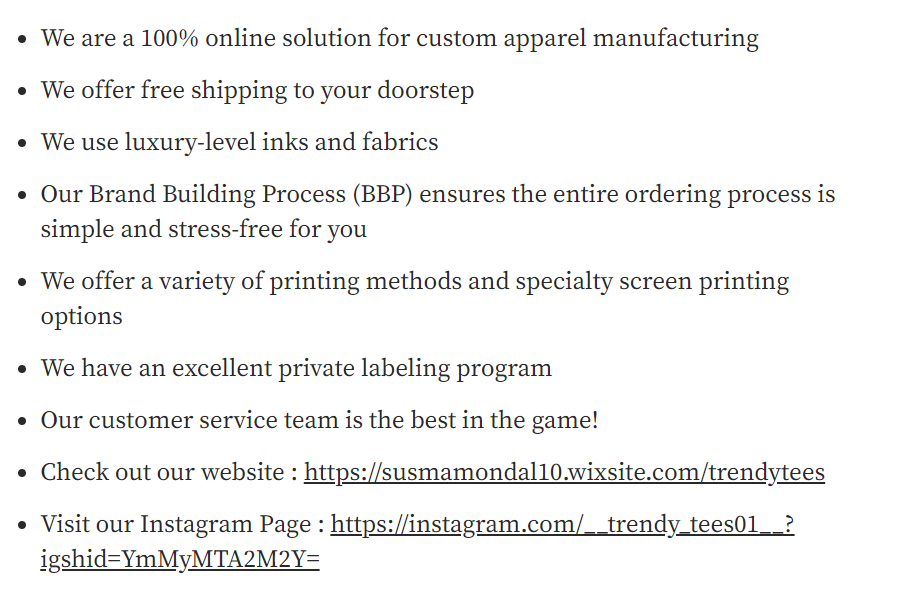 We are a 100% online solution for custom apparel manufacturing
We offer free shipping to your doorstep
We use luxury-level inks and fabrics
Our Brand Building Process (BBP) ensures the entire ordering process is
simple and stress-free for you
We offer a variety of printing methods and specialty screen printing
options
We have an excellent private labeling program
Our customer service team is the best in the game!
Check out our website : https://susmamondal10.wixsite.com/trendytees
Visit our Instagram Page : https://instagram.com/__trendy_tees01__?
igshid=YmMyMTA2M2Y=